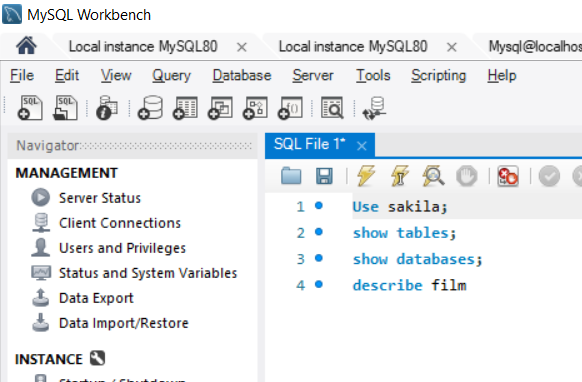 MySQL Workbench
Local instance MySQL80 × Local instance MySQL80 × Mysql@localhos
File Edit View Query Database Server Tools Scripting Help
SQL SQL
Navigator SQL File 1* ×
MANAGEMENT
Server Status
Client Connections
Users and Privileges
Status and System Variables
Data Export
Data Import/Restore
INSTANCE
Startup / Shutdown
1 Use sakila;
2 show tables;
3 show databases;
4 describe film